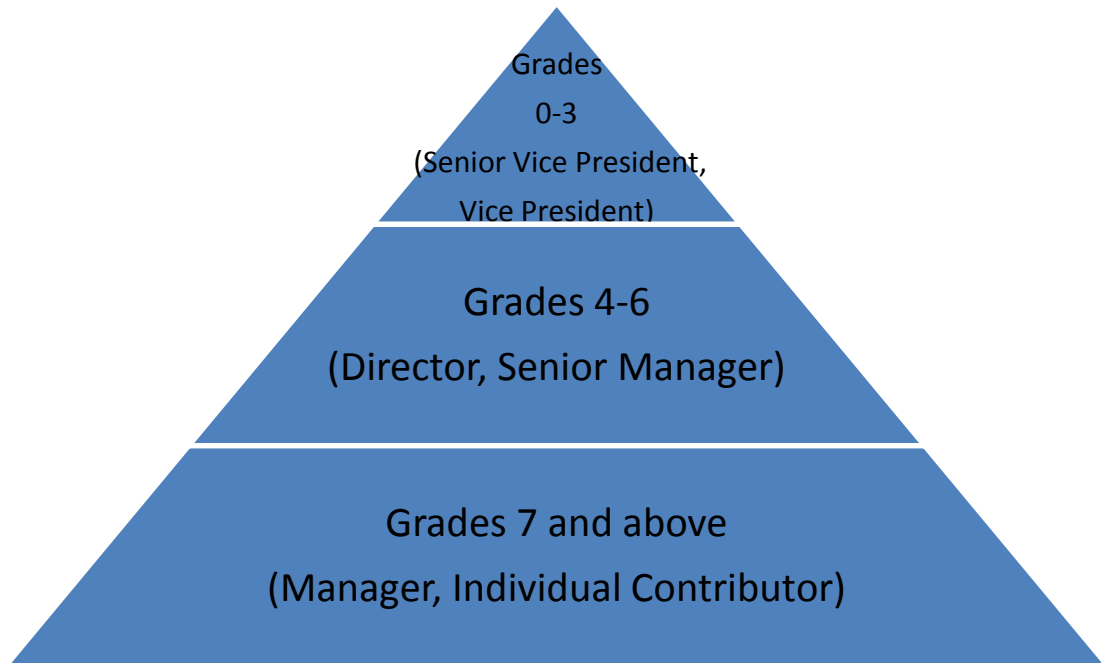 Grades
0-3
(Senior Vice President,
Vice President)
Grades 4-6
(Director, Senior Manager)
Grades 7 and above
(Manager, Individual Contributor)